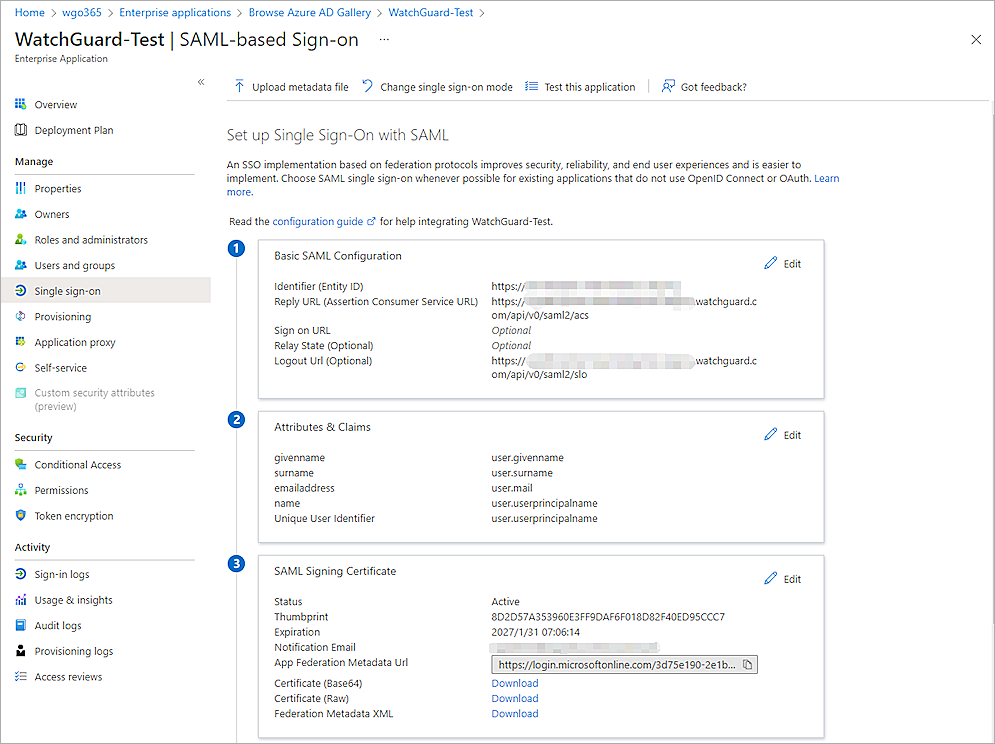 Home > wgo365 > Enterprise applications > Browse Azure AD Gallery > WatchGuard-Test >
WatchGuard-Test | SAML-based Sign-on ...
Enterprise Application
«
Overview
Deployment Plan
Manage
Properties
Owners
Roles and administrators
Users and groups
Single sign-on
Provisioning
Application proxy
Self-service
Custom security attributes
(preview)
Security
Conditional Access
Permissions
Token encryption
Activity
Sign-in logs
Usage & insights
Audit logs
Provisioning logs
Access reviews
Upload metadata file Change single sign-on mode Test this application | Got feedback?
Set up Single Sign-On with SAML
An SSO implementation based on federation protocols improves security, reliability, and end user experiences and is easier to
implement. Choose SAML single sign-on whenever possible for existing applications that do not use OpenID Connect or OAuth. Learn
more.
Read the configuration guide for help integrating WatchGuard-Test.
1
Basic SAML Configuration Edit
Identifier (Entity ID) https://
Reply URL (Assertion Consumer Service URL) https:// watchguard.c
om/api/v0/saml2/acs
Sign on URL Optional
Relay State (Optional) Optional
Logout Url (Optional) https:// watchguard.c
om/api/v0/saml2/slo
2
Attributes & Claims Edit
givenname user.givenname
surname user.surname
emailaddress user.mail
name user.userprincipalname
Unique User Identifier user.userprincipalname
3
SAML Signing Certificate Edit
Status Active
Thumbprint 8D2D57A353960E3FF9DAF6F018D82F40ED95CCC7
Expiration 2027/1/31 07:06:14
Notification Email
App Federation Metadata Url https://login.microsoftonline.com/3d75e190-2e1b...
Certificate (Base64) Download
Certificate (Raw) Download
Federation Metadata XML Download